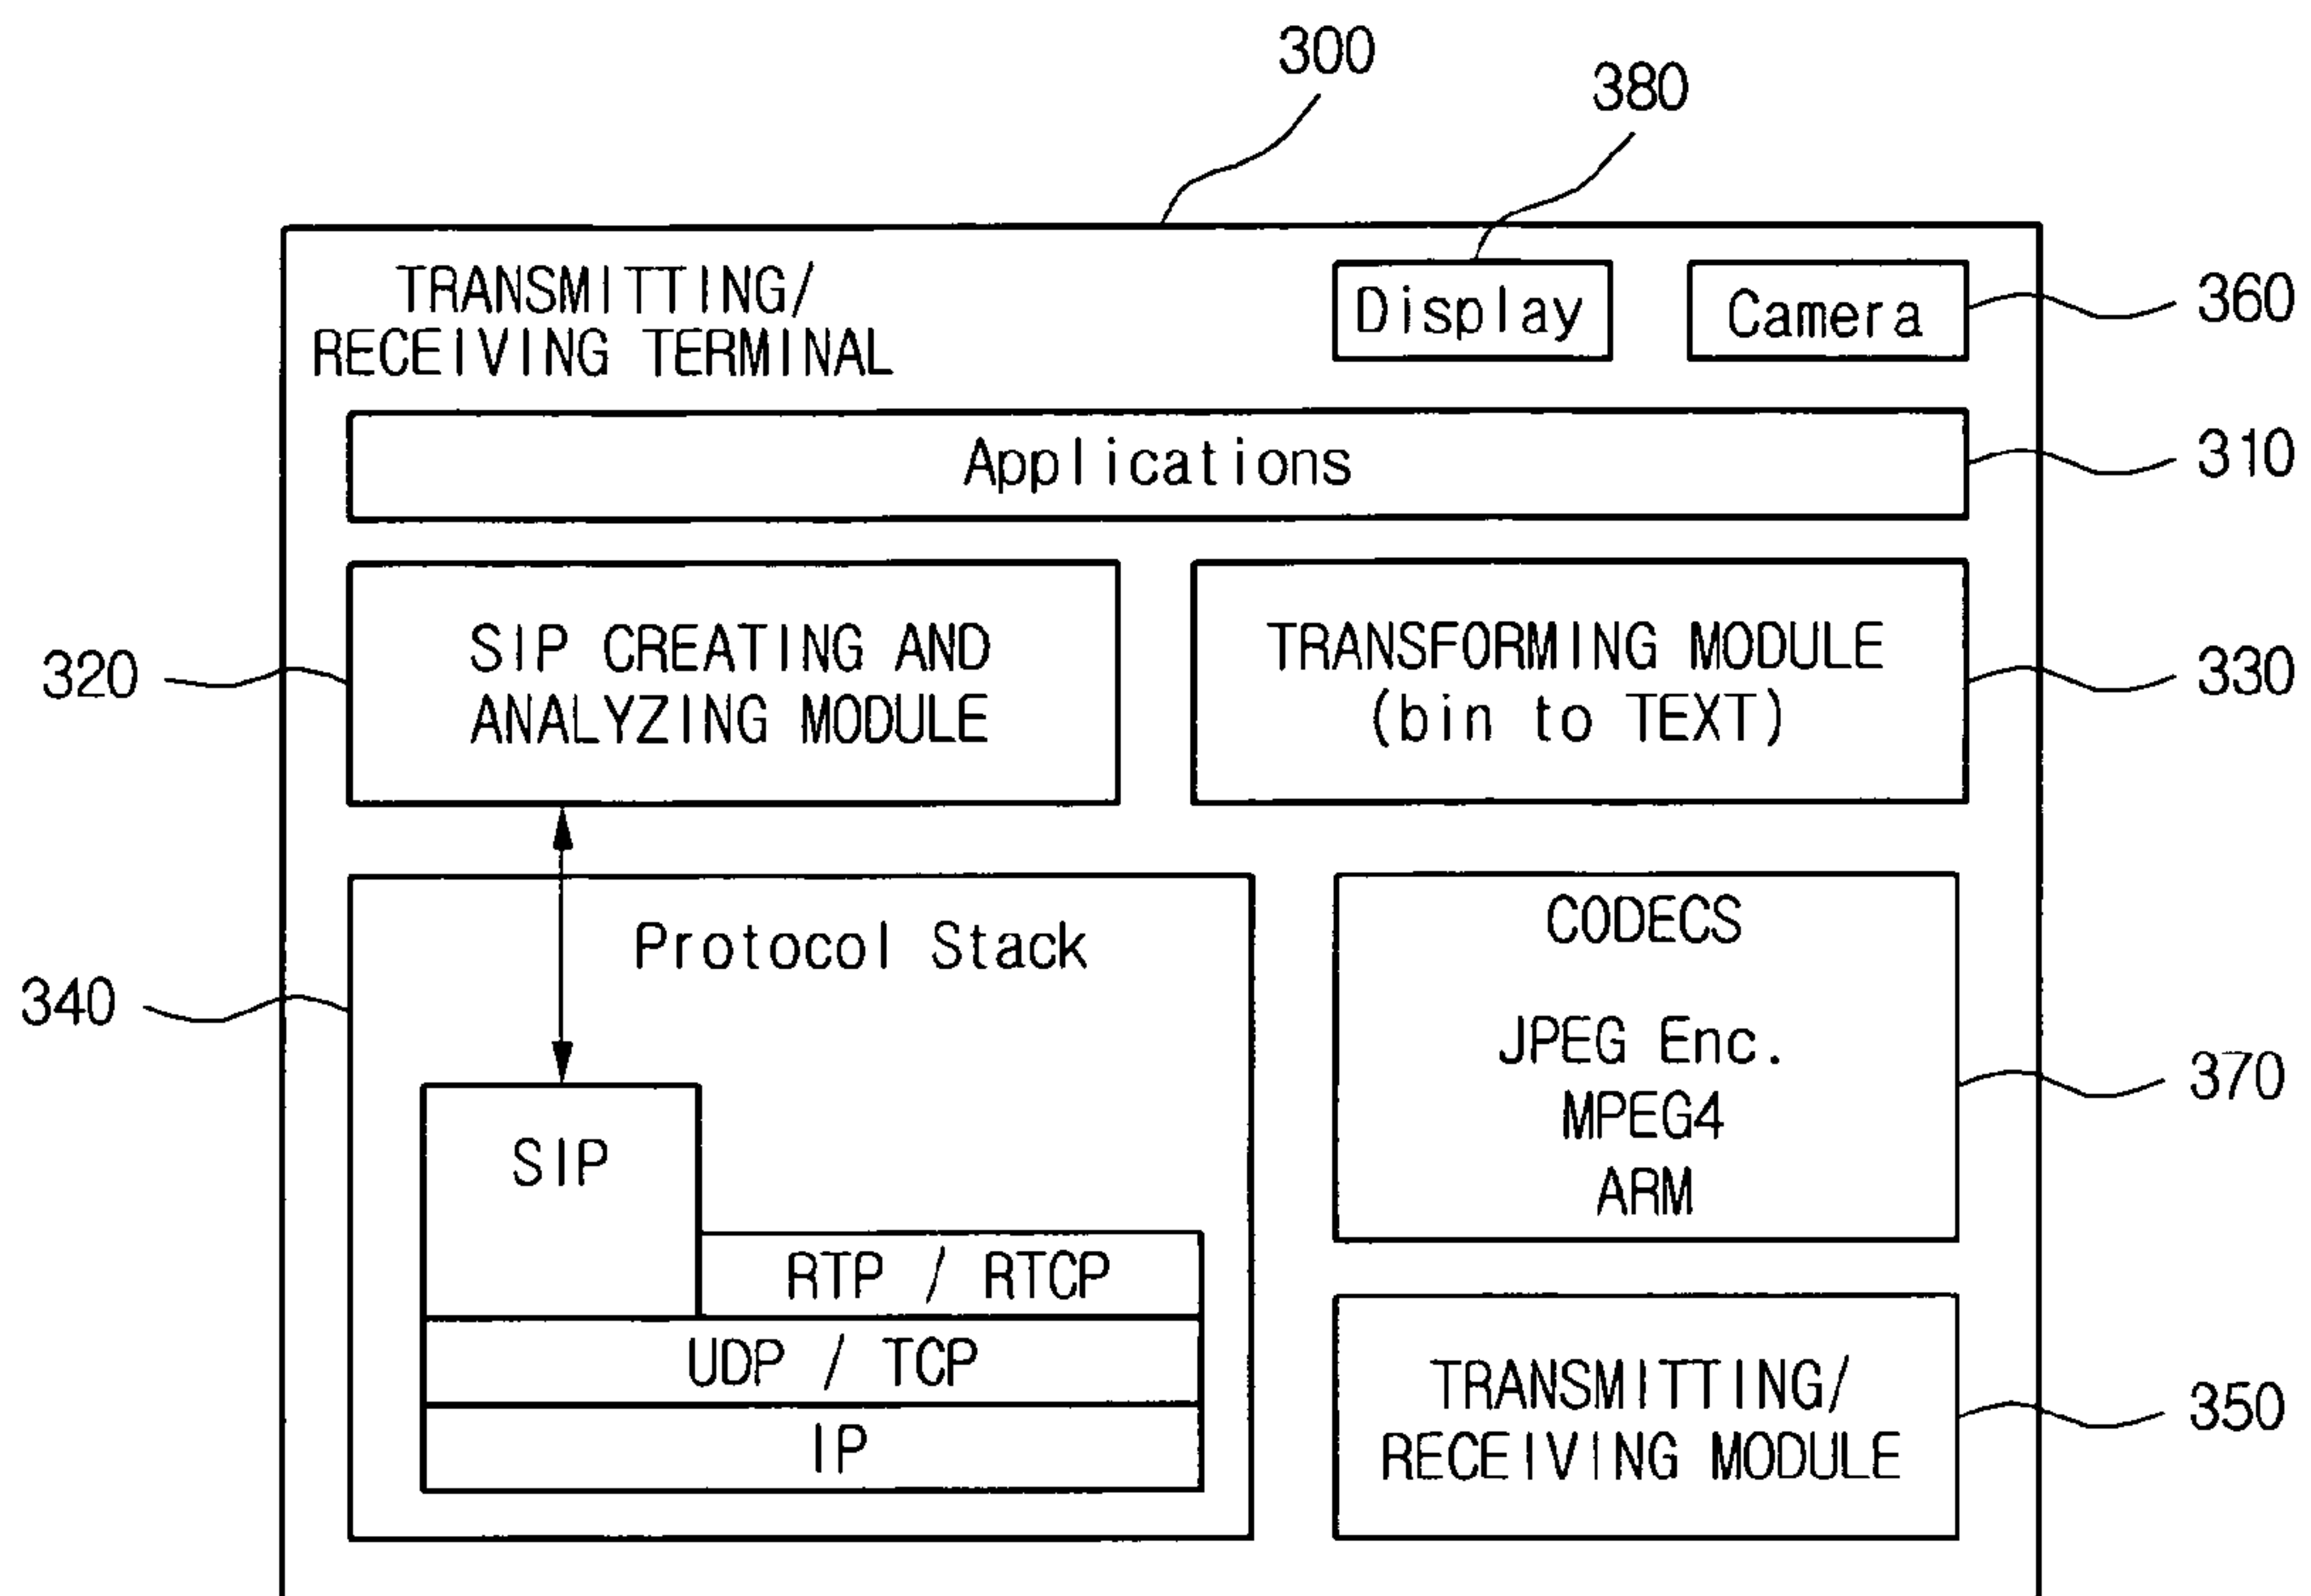 300
380
TRANSMITTING/
RECEIVING TERMINAL
Display
Camera
360
Applications
310
320
SIP CREATING AND
ANALYZING MODULE
TRANSFORMING MODULE
(bin to TEXT)
330
340
Protocol Stack
SIP
RTP / RTCP
UDP / TCP
IP
CODECS
JPEG Enc.
MPEG4
ARM
370
TRANSMITTING/
RECEIVING MODULE
350